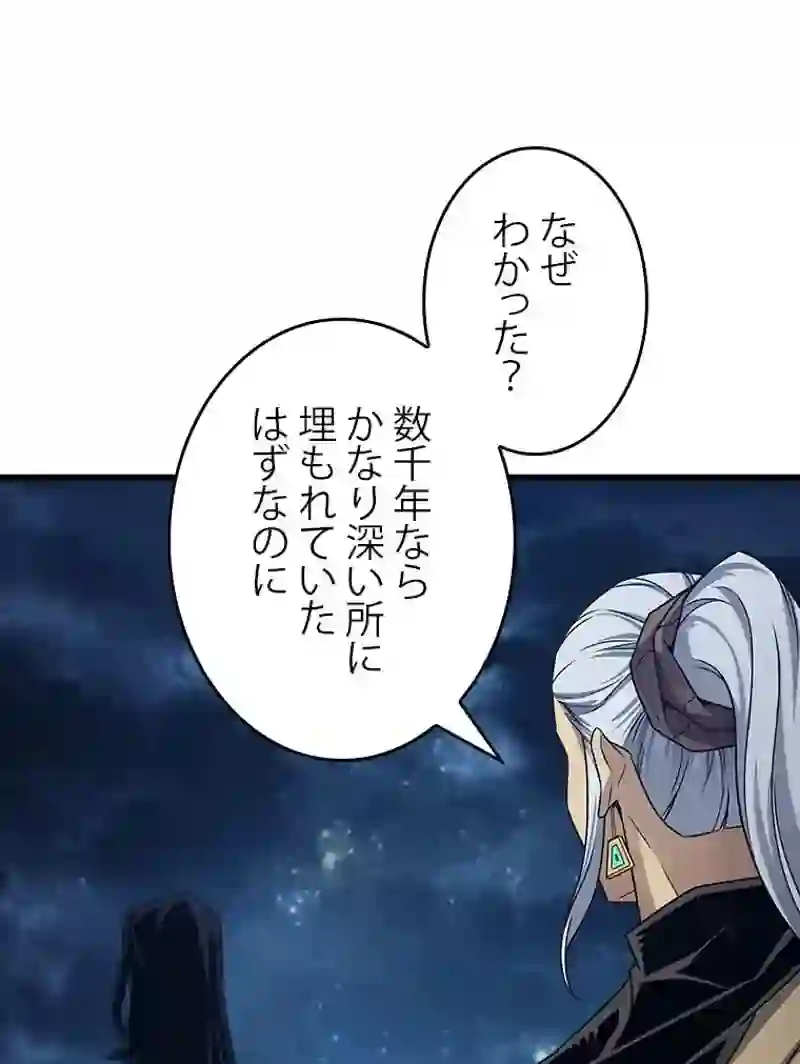 なぜ
わかった？
数千年なら
かなり深い所に
埋もれていた
はずなのに